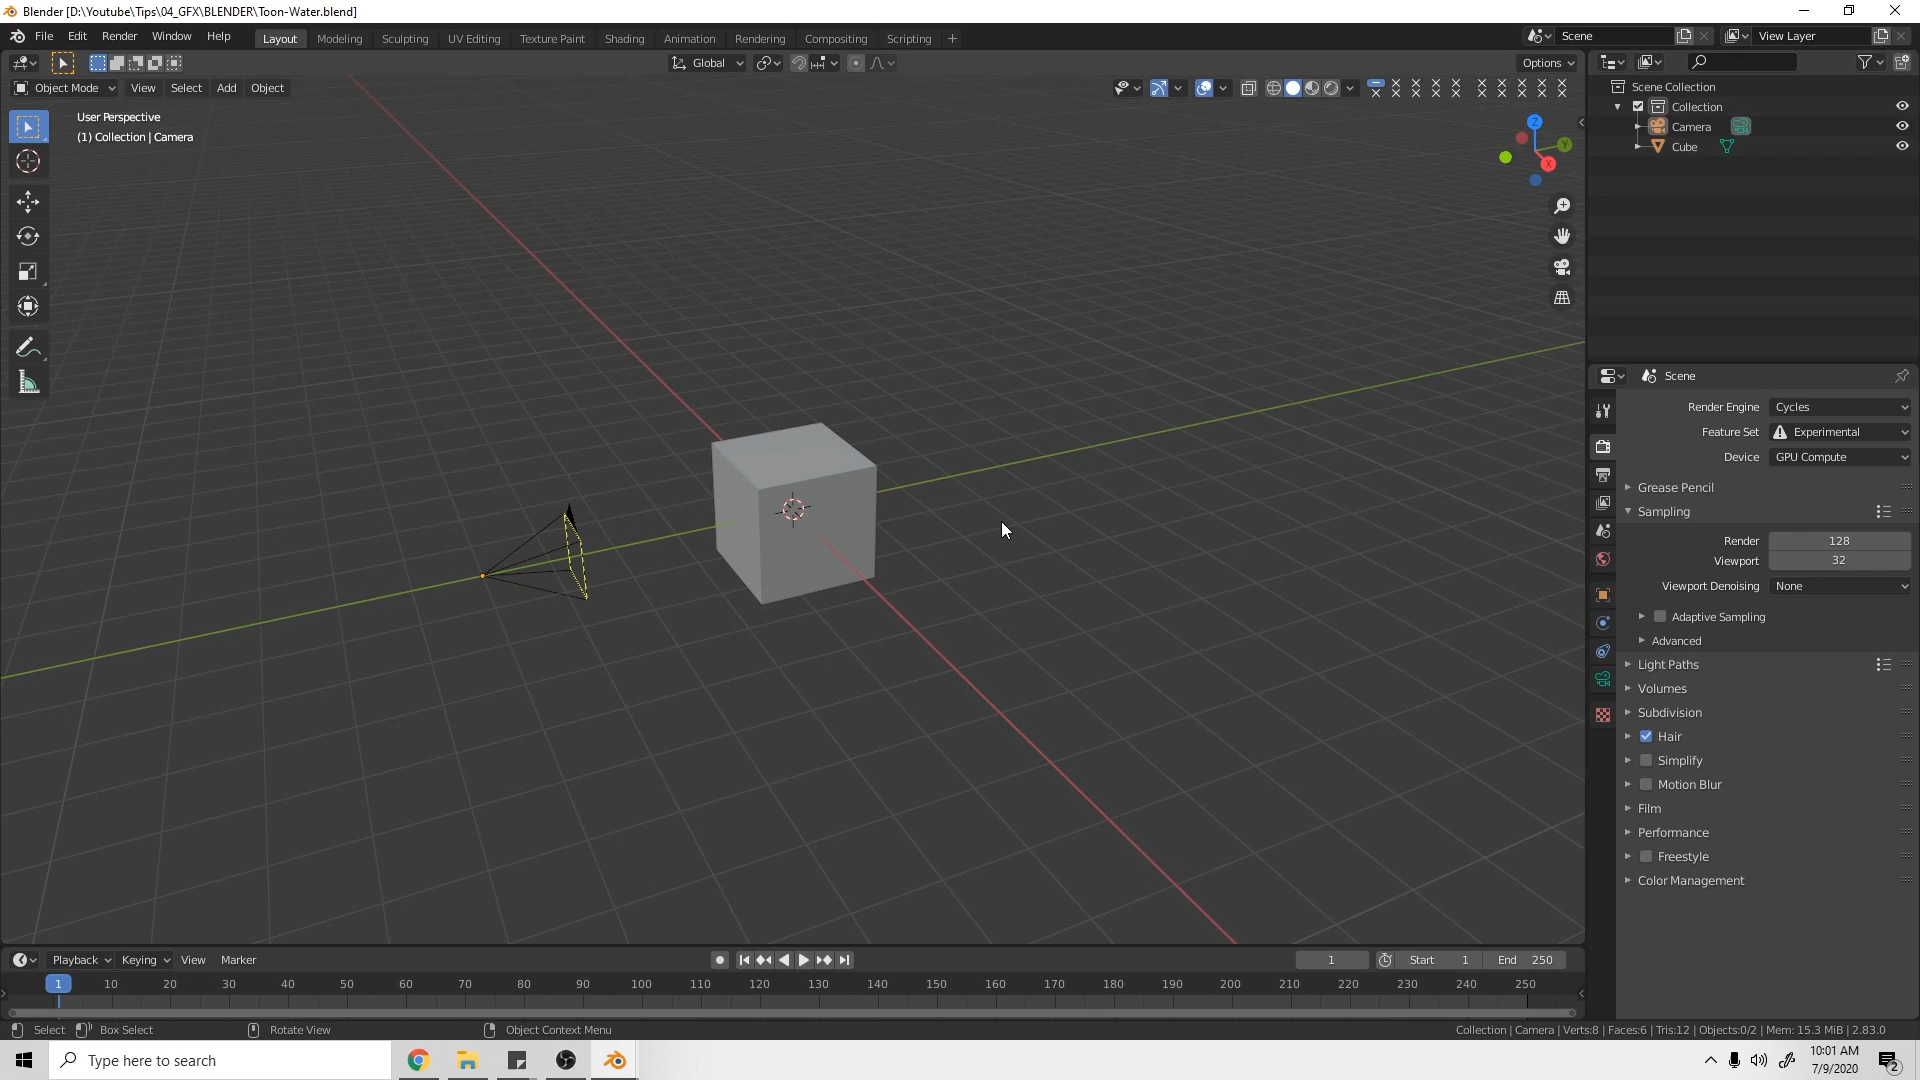 Blender [D:\Youtube\Tips\04_GFX\BLENDER\Toon-Water.blend]
File Edit Render Window Help Layout Modeling Sculpting UV Editing Texture Paint Shading Animation Rendering Compositing Scripting + Scene View Layer
Global Options
Object Mode View Select Add Object
User Perspective
(1) Collection | Camera
Z
Y
X
Scene Collection
Collection
Camera
Cube
Scene
Render Engine Cycles
Feature Set Experimental
Device GPU Compute
Grease Pencil
Sampling
Render 128
Viewport 32
Viewport Denoising None
Adaptive Sampling
Advanced
Light Paths
Volumes
Subdivision
Hair
Simplify
Motion Blur
Film
Performance
Freestyle
Color Management
Playback Keying View Marker 1 Start 1 End 250
1 10 20 30 40 50 60 70 80 90 100 110 120 130 140 150 160 170 180 190 200 210 220 230 240 250
Select Box Select Rotate View Object Context Menu Collection | Camera | Verts:8 | Faces:6 | Tris:12 | Objects:0/2 | Mem: 15.3 MiB | 2.83.0
Type here to search
10:01 AM
7/9/2020
2